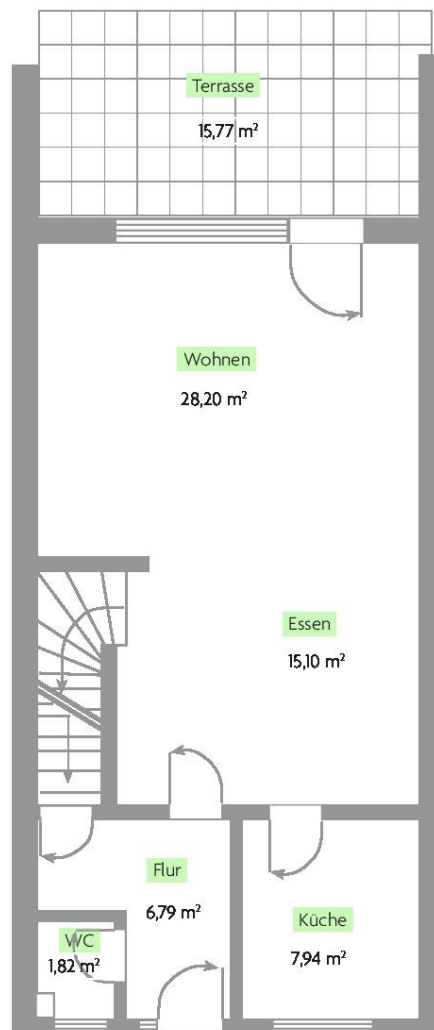 Terrasse
15,77 m²
Wohnen
28,20 m²
Essen
15,10 m²
Flur
6,79 m²
WC
1,82 m²
Küche
7,94 m²